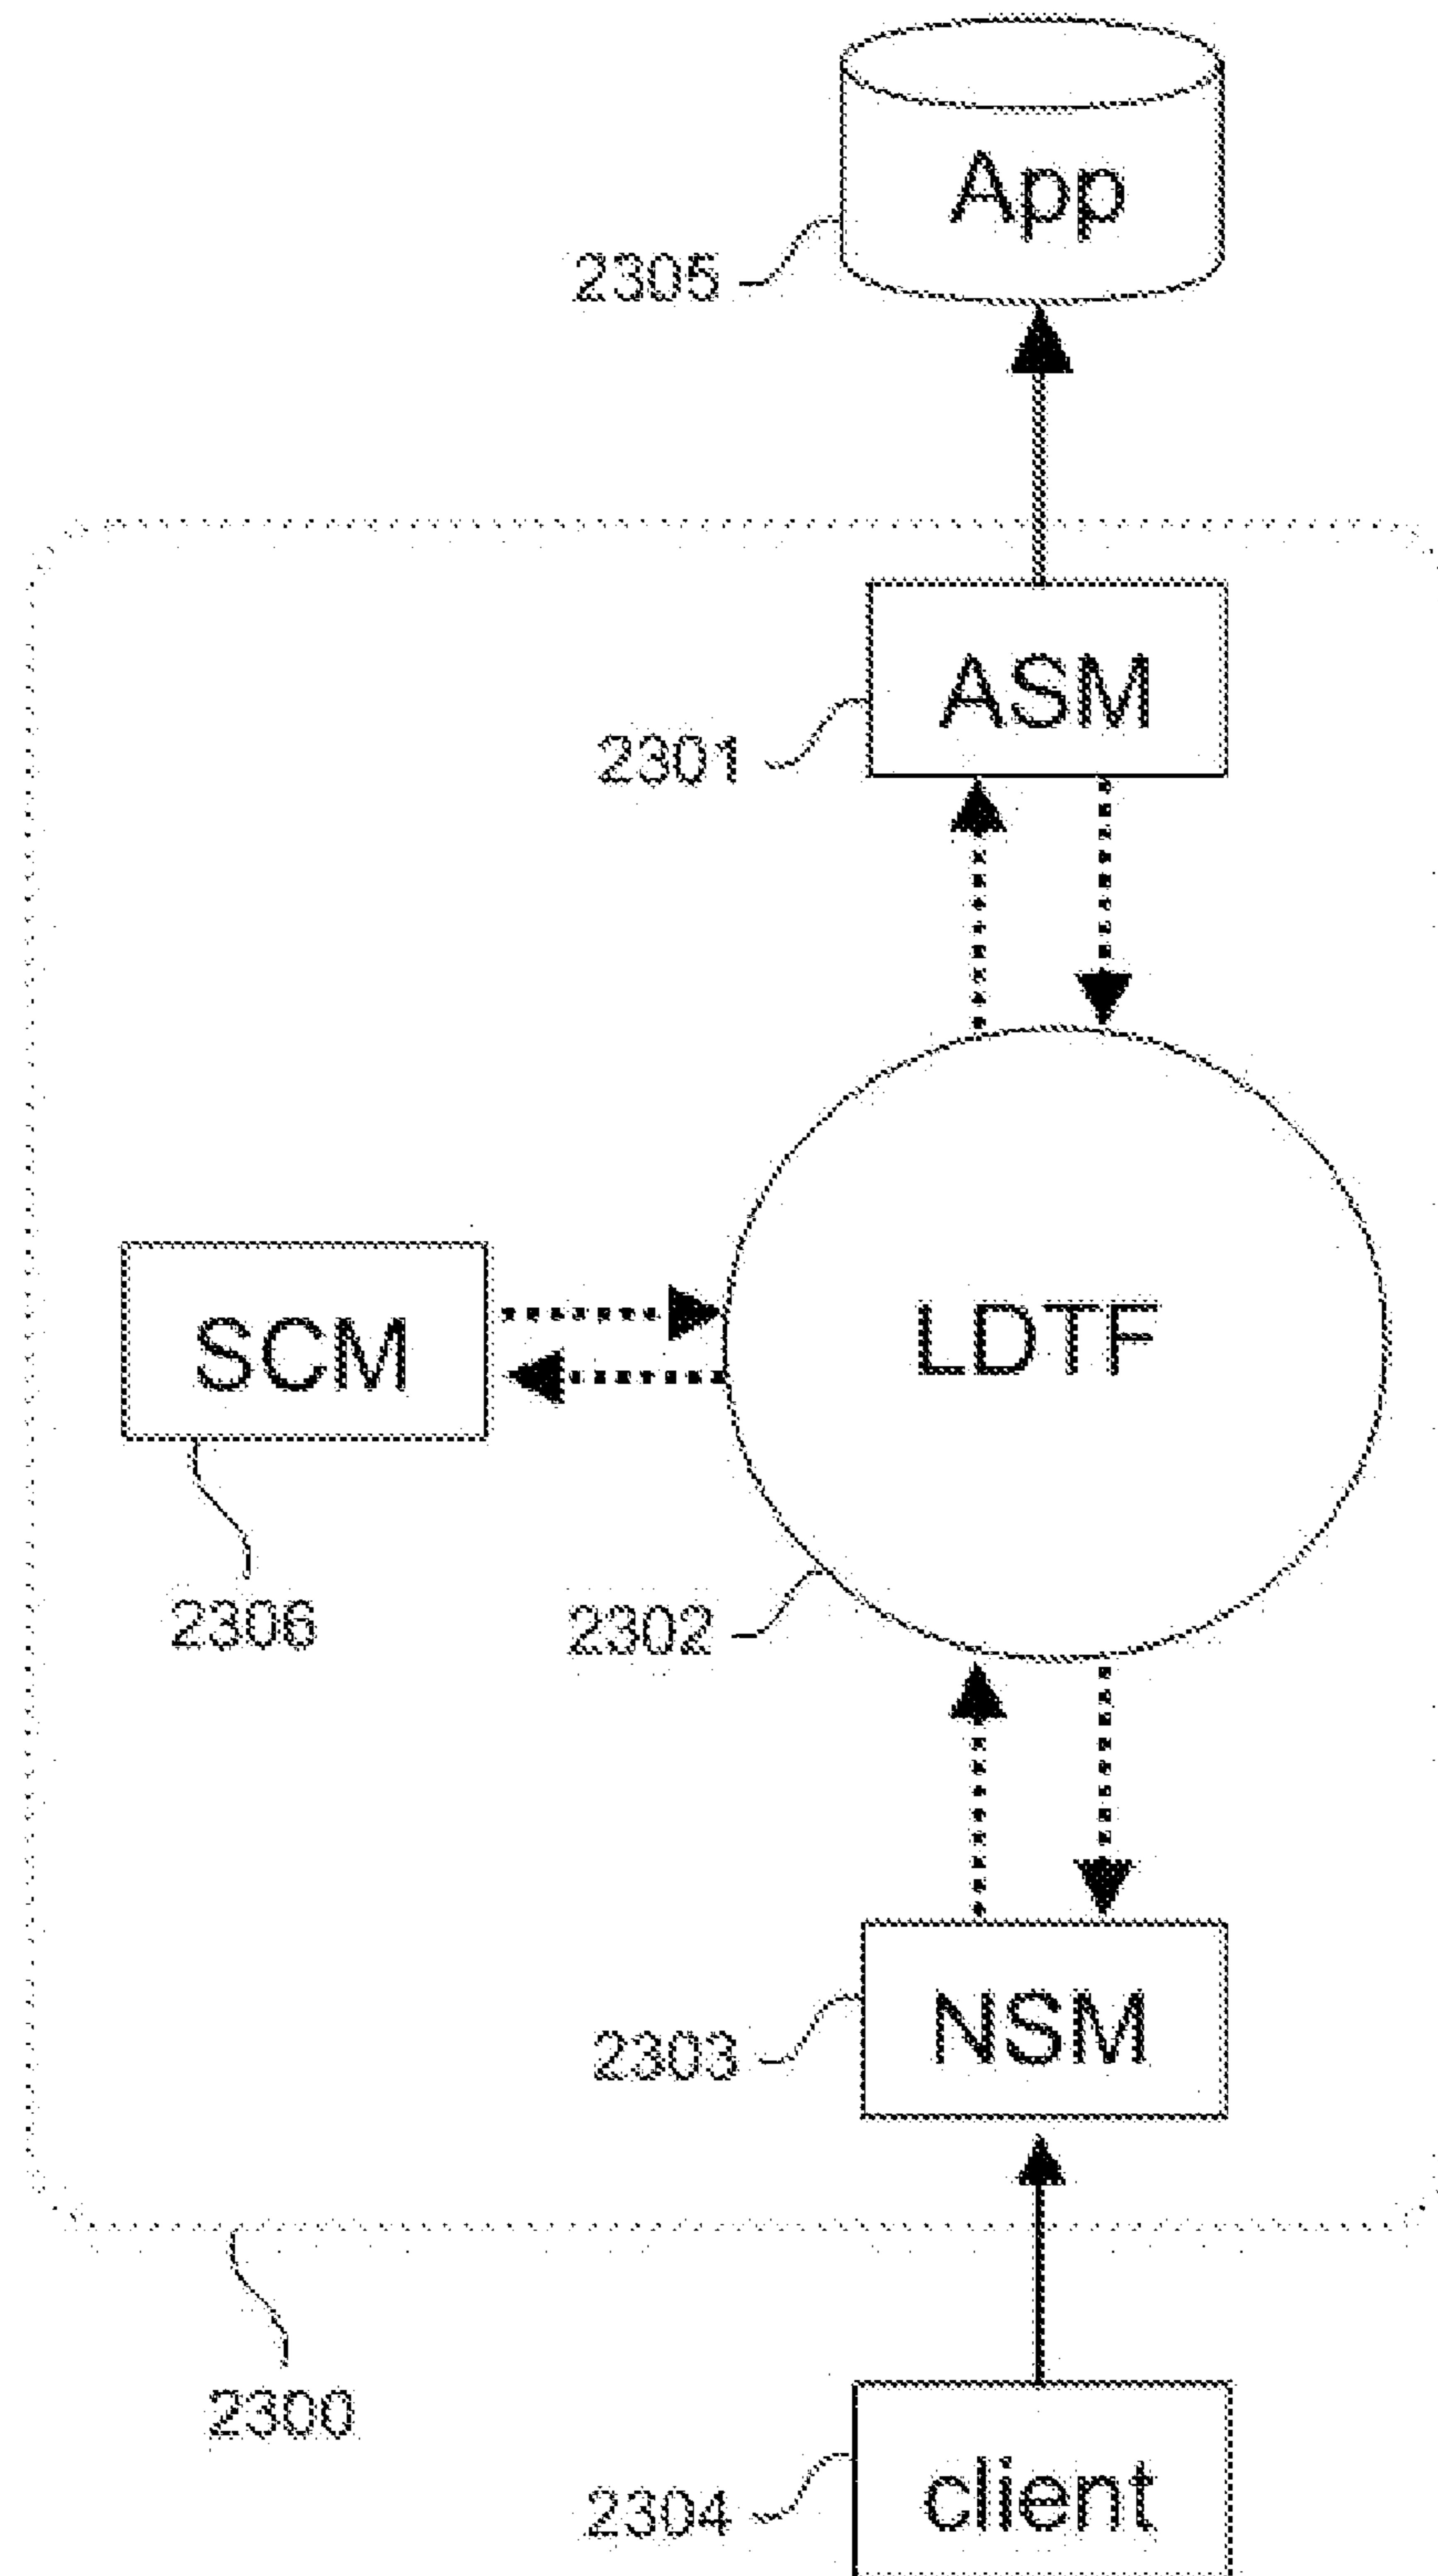 App
2305
ASM
2301
LDTF
SCM
2306
2302
NSM
2303
2300
client
2304